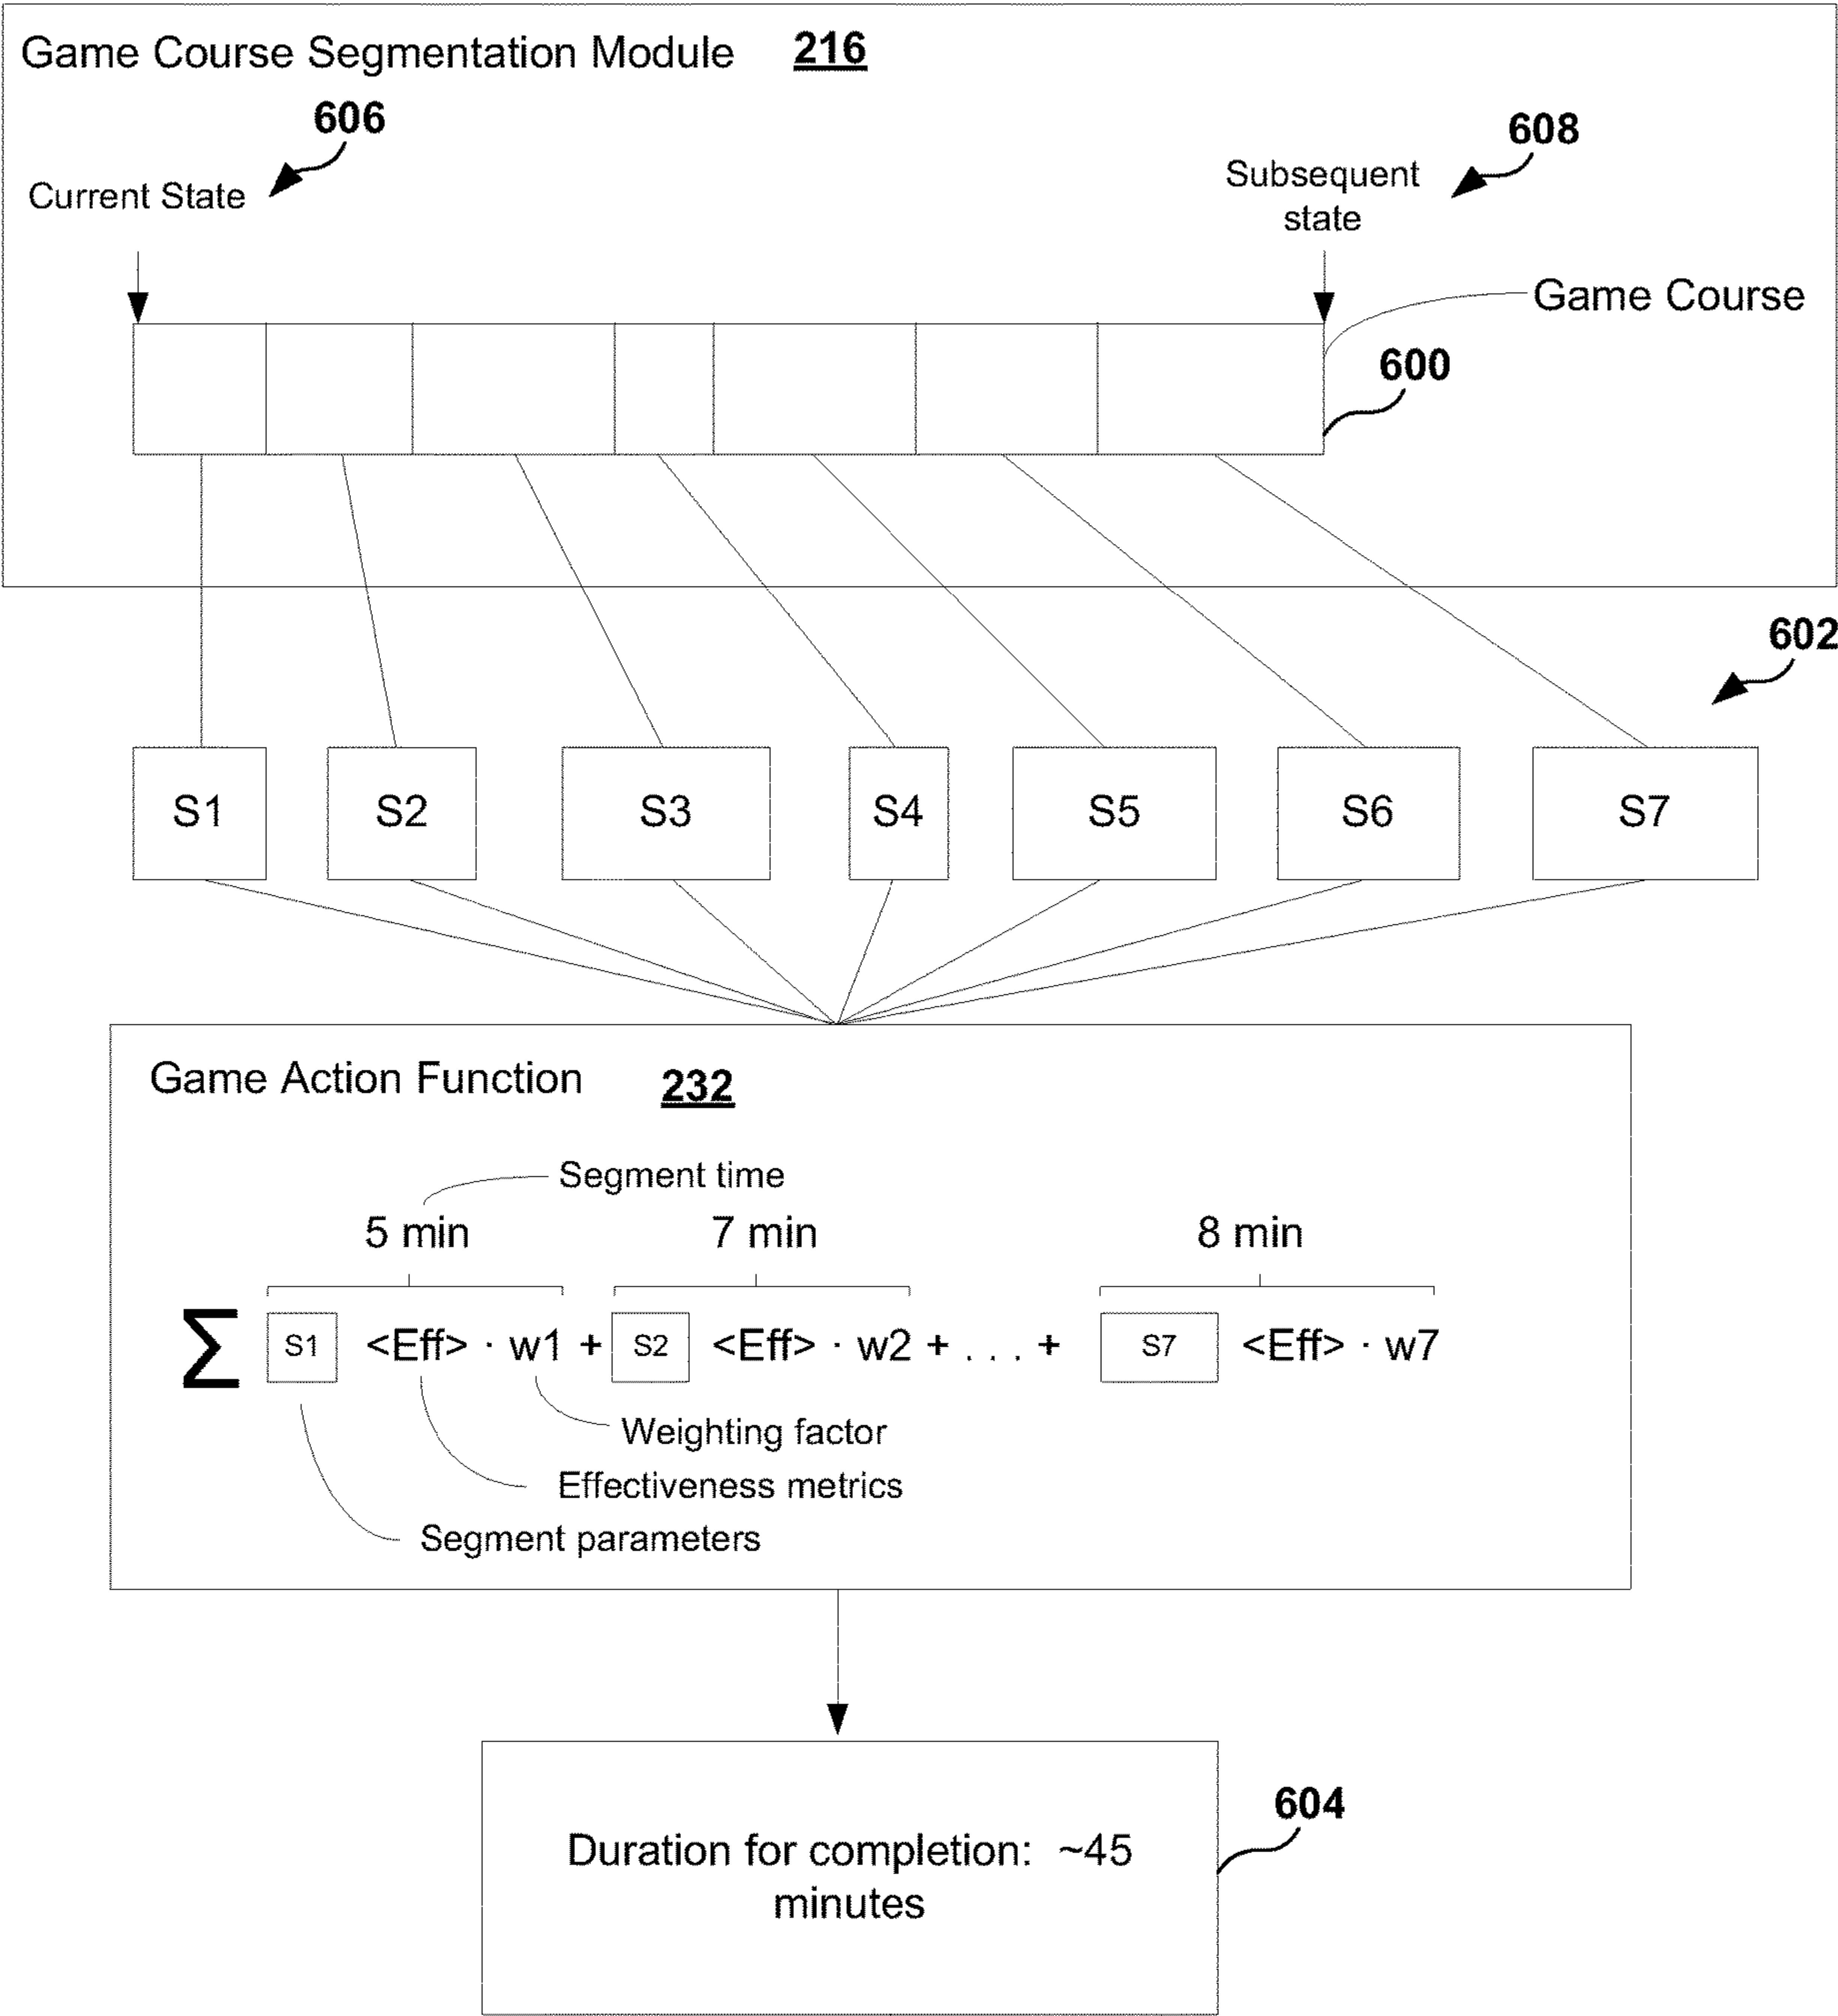 Game Course Segmentation Module 216
606
608
Current State
Subsequent
state
Game Course
600
602
S1 S2 S3 S4 S5 S6 S7
Game Action Function 232
Segment time
5 min 7 min 8 min
∑ S1 <Eff> · w1 + S2 <Eff> · w2 + . . . + S7 <Eff> · w7
Weighting factor
Effectiveness metrics
Segment parameters
604
Duration for completion: ~45
minutes